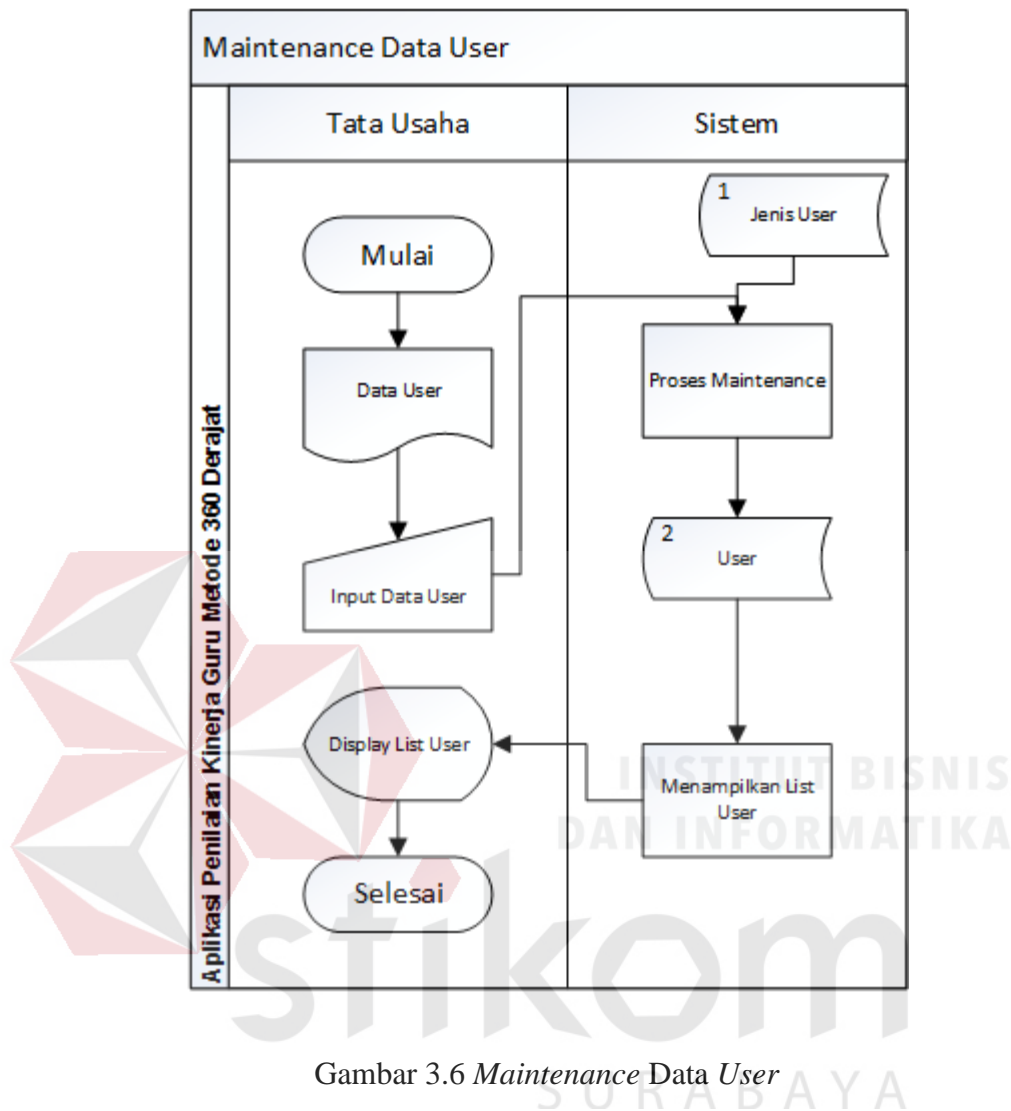 Maintenance Data User
Aplikasi Penilaian Kinerja Guru Metode 360 Derajat
Tata Usaha
Sistem
1
Jenis User
Mulai
Data User
Proses Maintenance
2
User
Input Data User
Display List User
Menampilkan List
User
Selesai
INSTITUT BISNIS
DAN INFORMATIKA
stikom
SURABAYA
Gambar 3.6 Maintenance Data User